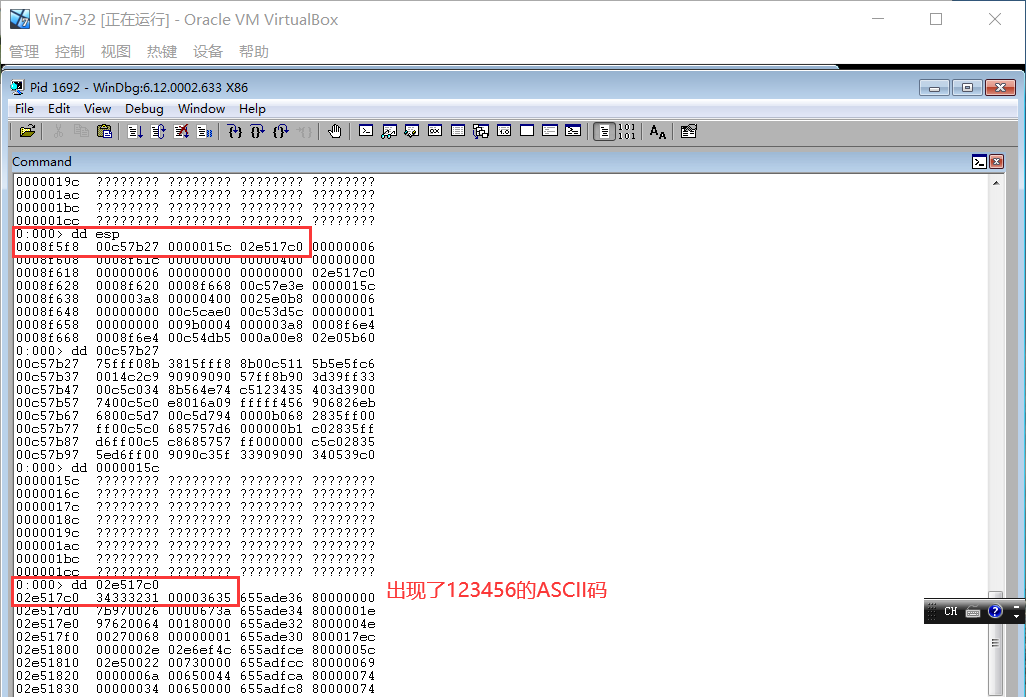 Win7-32 [正在运行] - Oracle VM VirtualBox
管理 控制 视图 热键 设备 帮助
Pid 1692 - WinDbg:6.12.0002.633 X86
File Edit View Debug Window Help
Command
0000019c ???????? ???????? ???????? ????????
000001ac ???????? ???????? ???????? ????????
000001bc ???????? ???????? ???????? ????????
000001cc ???????? ???????? ???????? ????????
0:000> dd esp
0008f5f8 00c57b27 0000015c 02e517c0 00000006
0008f608 0008f61c 00000000 00000400 00000000
0008f618 00000006 00000000 00000000 02e517c0
0008f628 0008f620 0008f668 00c57e3e 0000015c
0008f638 000003a8 00000400 0025e0b8 00000006
0008f648 00000000 00c5cae0 00c53d5c 00000001
0008f658 00000000 009b0004 000003a8 0008f6e4
0008f668 0008f6e4 00c54db5 000a00e8 02e05b60
0:000> dd 00c57b27
00c57b27 75fff08b 3815fff8 8b00c511 5b5e5fc6
00c57b37 0014c2c9 90909090 57ff8b90 3d39ff33
00c57b47 00c5c034 8b564e74 c5123435 403d3900
00c57b57 7400c5c0 e8016a09 fffff456 906826eb
00c57b67 6800c5d7 00c5d794 0000b068 2835ff00
00c57b77 ff00c5c0 685757d6 000000b1 c02835ff
00c57b87 d6ff00c5 c8685757 ff000000 c5c02835
00c57b97 5ed6ff00 9090c35f 33909090 340539c0
0:000> dd 0000015c
0000015c ???????? ???????? ???????? ????????
0000016c ???????? ???????? ???????? ????????
0000017c ???????? ???????? ???????? ????????
0000018c ???????? ???????? ???????? ????????
0000019c ???????? ???????? ???????? ????????
000001ac ???????? ???????? ???????? ????????
000001bc ???????? ???????? ???????? ????????
000001cc ???????? ???????? ???????? ????????
0:000> dd 02e517c0
02e517c0 34333231 00003635 655ade36 80000000
出现了123456的ASCII码
02e517d0 7b970026 0000673a 655ade34 8000001e
02e517e0 97620064 00180000 655ade32 8000004e
02e517f0 00270068 00000001 655ade30 800017ec
02e51800 0000002e 02e6ef4c 655adfce 8000005c
02e51810 02e50022 00730000 655adfcc 80000069
02e51820 0000006a 00650044 655adfca 80000074
02e51830 00000034 00650000 655adfc8 80000074
CH